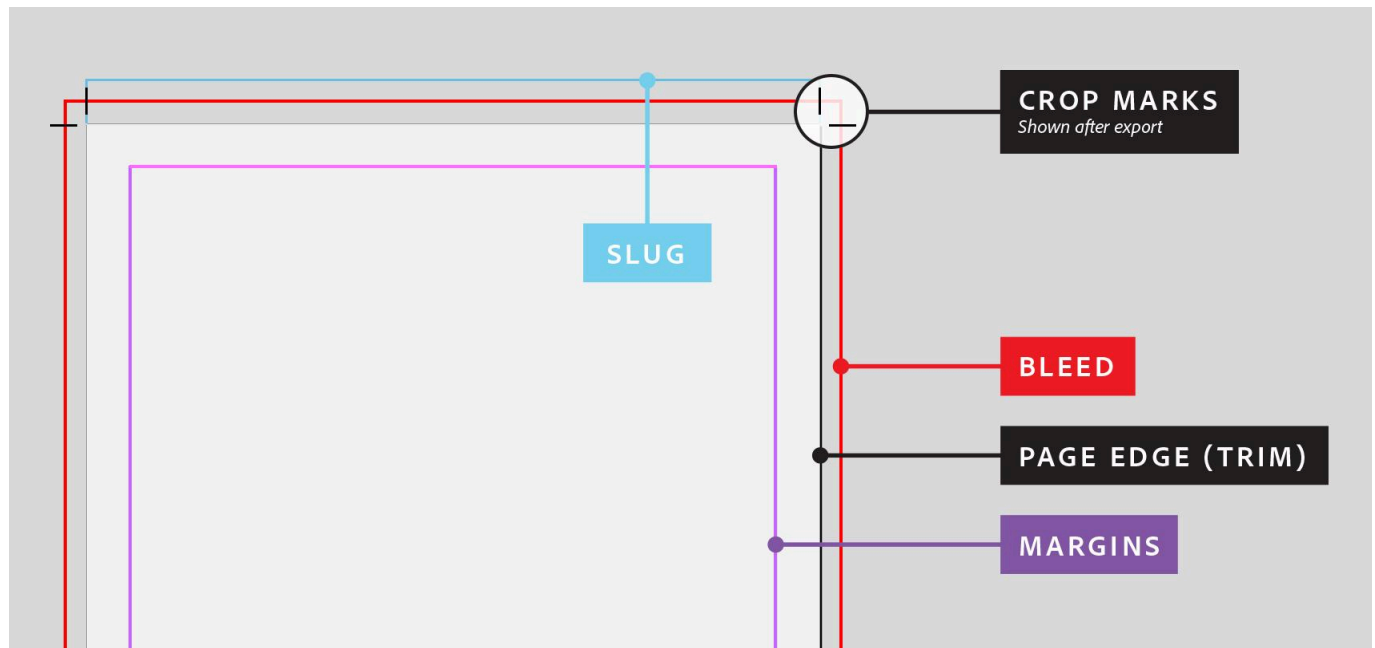 CROP MARKS
Shown after export
SLUG
BLEED
PAGE EDGE (TRIM)
MARGINS